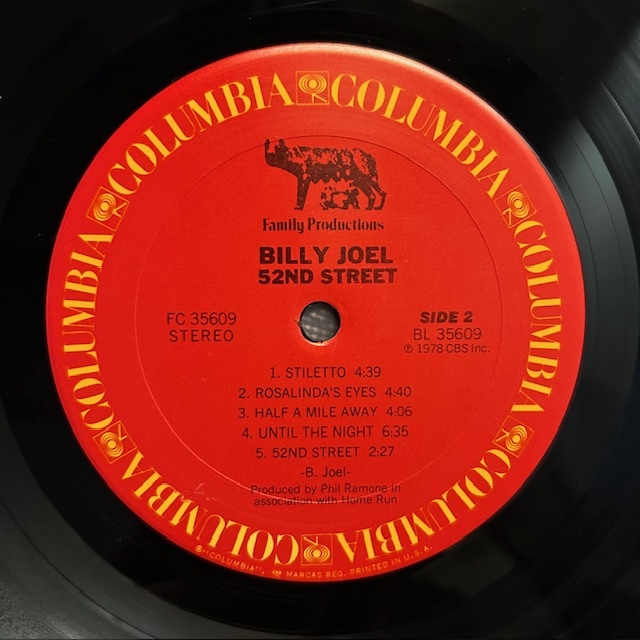 COLUMBIA COLUMBIA COLUMBIA COLUMBIA COLUMBIA COLUMBIA COLUMBIA
Family Productions
BILLY JOEL
52ND STREET
FC 35609
STEREO
SIDE 2
BL 35609
℗ 1978 CBS Inc.
1. STILETTO 4:39
2. ROSALINDA'S EYES 4:40
3. HALF A MILE AWAY 4:06
4. UNTIL THE NIGHT 6:35
5. 52ND STREET 2:27
-B. Joel-
Produced by Phil Ramone in
association with Home Run
"COLUMBIA", MARCAS REG. PRINTED IN U.S.A.